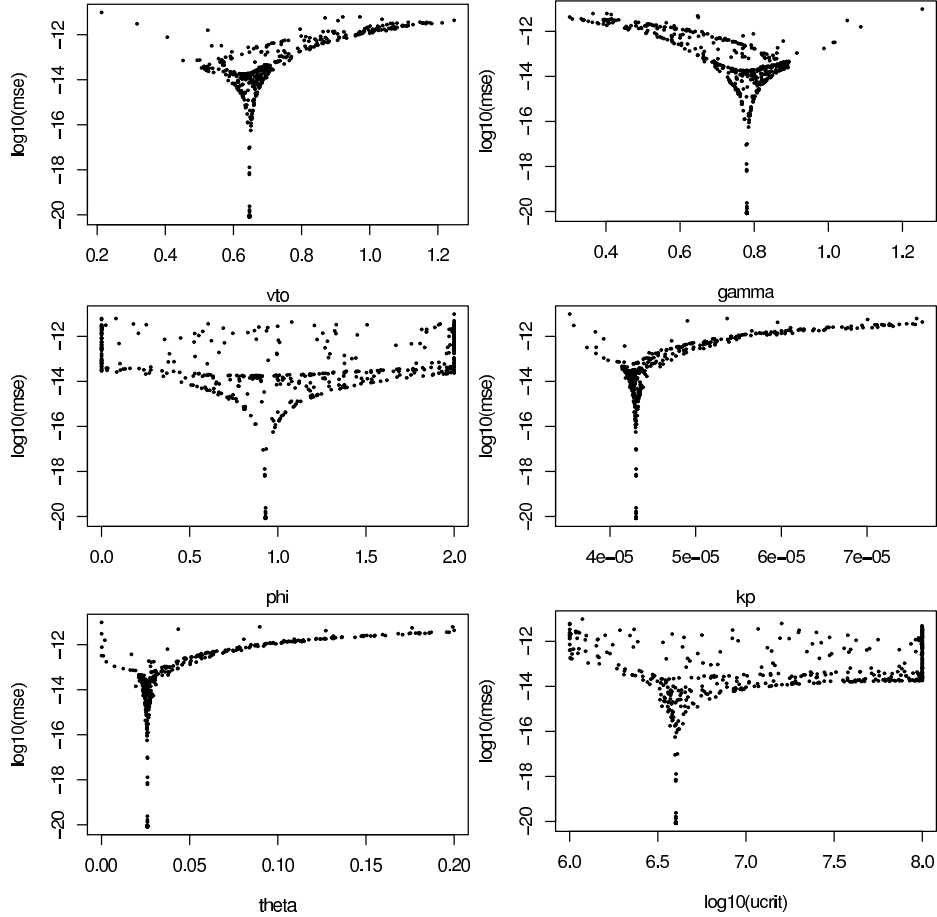 log10(mse)
−20 −18 −16 −14 −12
0.2 0.4 0.6 0.8 1.0 1.2
vto
log10(mse)
−20 −18 −16 −14 −12
0.4 0.6 0.8 1.0 1.2
gamma
log10(mse)
−20 −18 −16 −14 −12
0.0 0.5 1.0 1.5 2.0
phi
log10(mse)
−20 −18 −16 −14 −12
4e−05 5e−05 6e−05 7e−05
kp
log10(mse)
−20 −18 −16 −14 −12
0.00 0.05 0.10 0.15 0.20
theta
log10(mse)
−20 −18 −16 −14 −12
6.0 6.5 7.0 7.5 8.0
log10(ucrit)